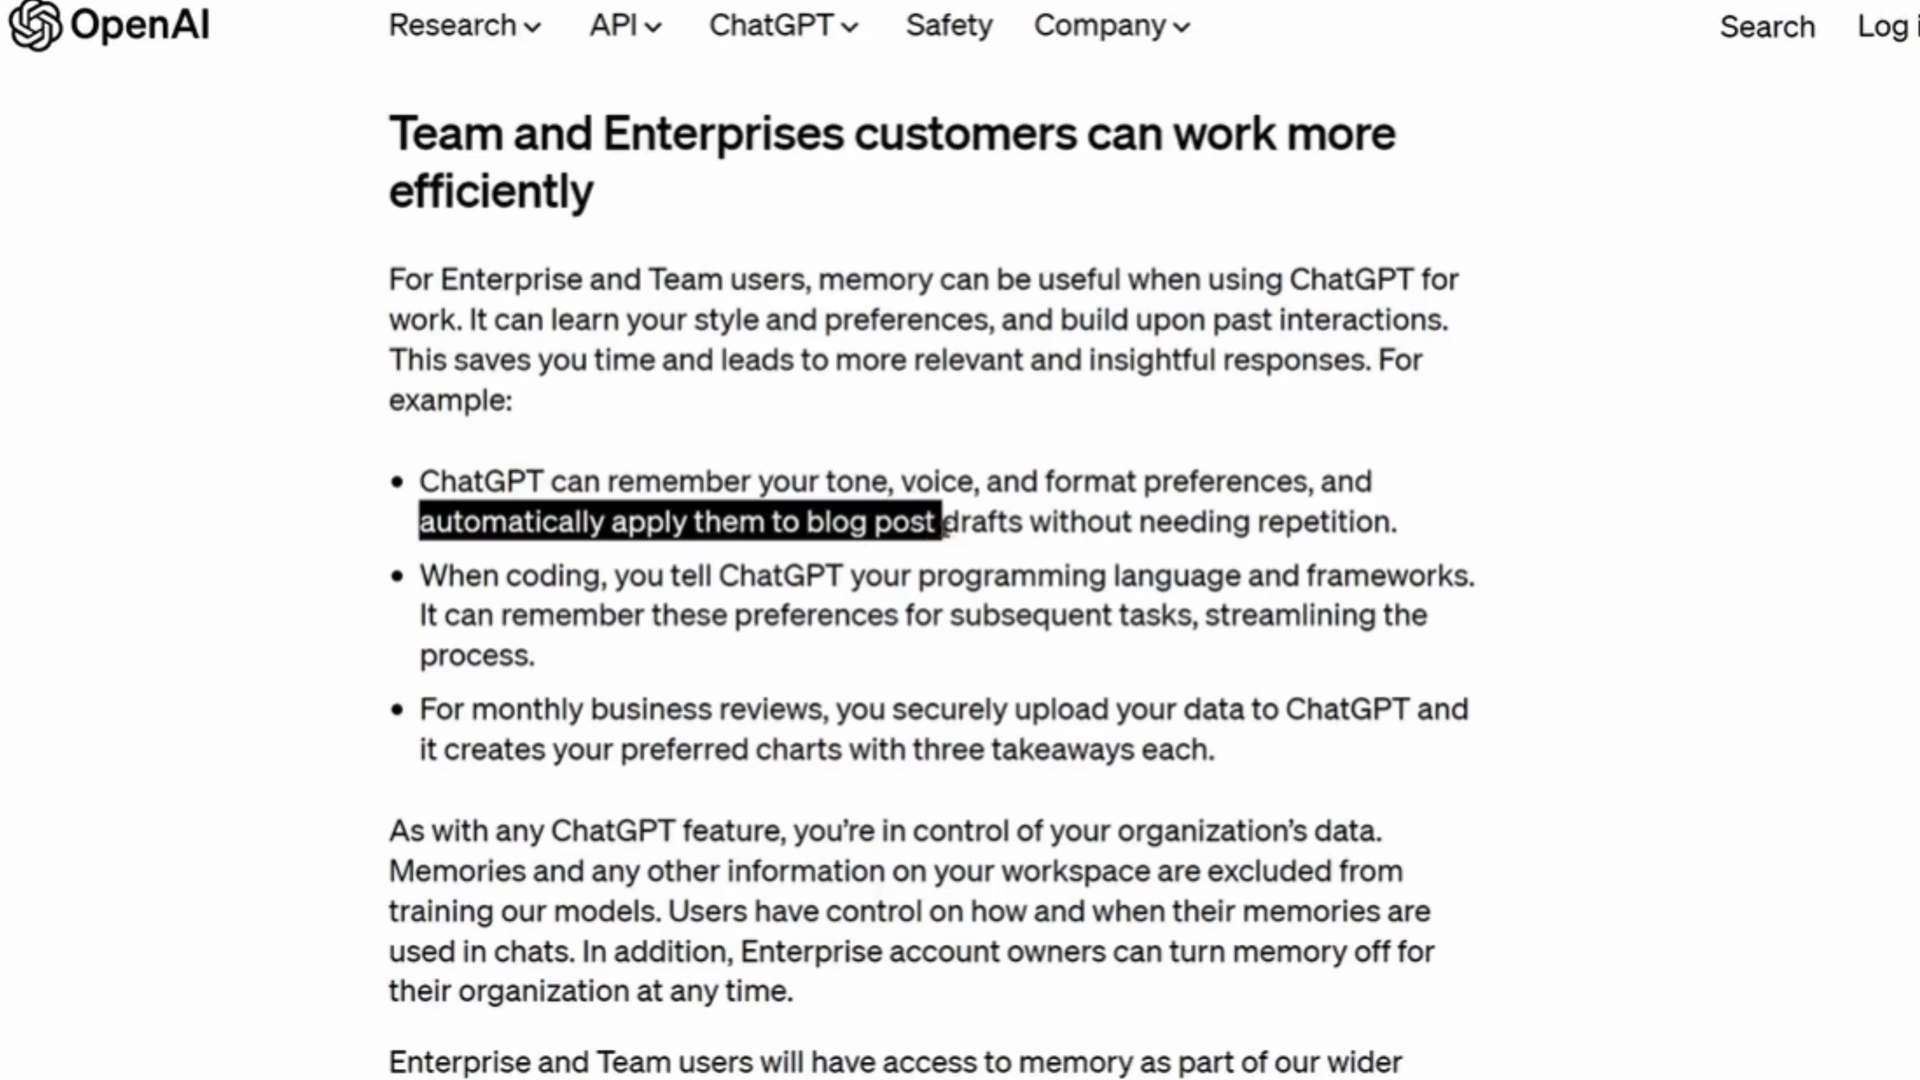 OpenAI
Research API ChatGPT Safety Company Search Log
Team and Enterprises customers can work more
efficiently
For Enterprise and Team users, memory can be useful when using ChatGPT for
work. It can learn your style and preferences, and build upon past interactions.
This saves you time and leads to more relevant and insightful responses. For
example:
• ChatGPT can remember your tone, voice, and format preferences, and
automatically apply them to blog post drafts without needing repetition.
• When coding, you tell ChatGPT your programming language and frameworks.
It can remember these preferences for subsequent tasks, streamlining the
process.
• For monthly business reviews, you securely upload your data to ChatGPT and
it creates your preferred charts with three takeaways each.
As with any ChatGPT feature, you’re in control of your organization’s data.
Memories and any other information on your workspace are excluded from
training our models. Users have control on how and when their memories are
used in chats. In addition, Enterprise account owners can turn memory off for
their organization at any time.
Enterprise and Team users will have access to memory as part of our wider